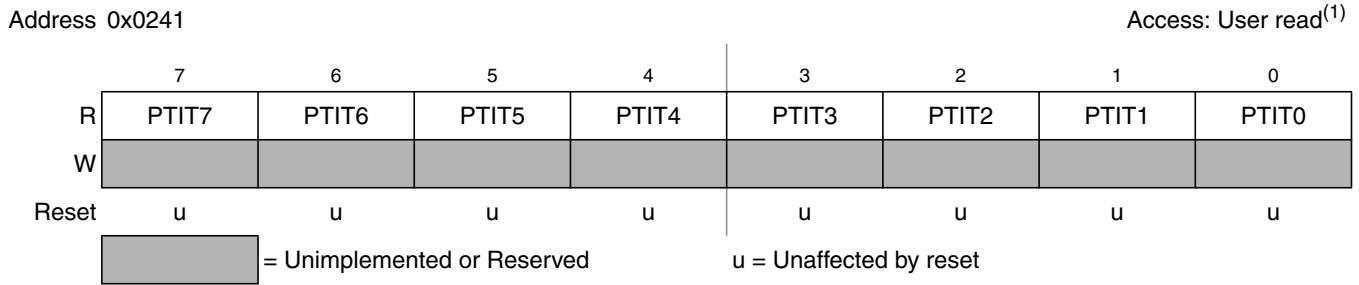 Address 0x0241 Access: User read(1)
7 6 5 4 3 2 1 0
R PTIT7 PTIT6 PTIT5 PTIT4 PTIT3 PTIT2 PTIT1 PTIT0
W
Reset u u u u u u u u
= Unimplemented or Reserved u = Unaffected by reset